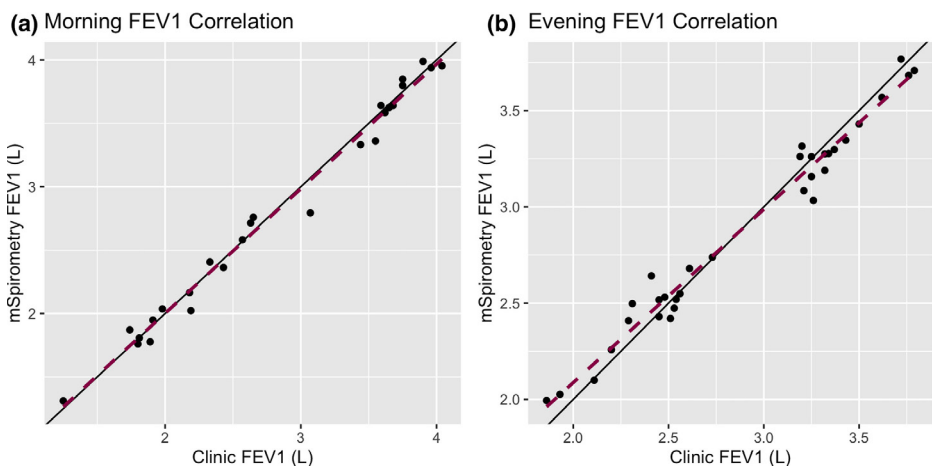 (a) Morning FEV1 Correlation
mSpirometry FEV1 (L)
4
3
2
2
3
4
Clinic FEV1 (L)
(b) Evening FEV1 Correlation
mSpirometry FEV1 (L)
3.5
3.0
2.5
2.0
2.0
2.5
3.0
3.5
Clinic FEV1 (L)